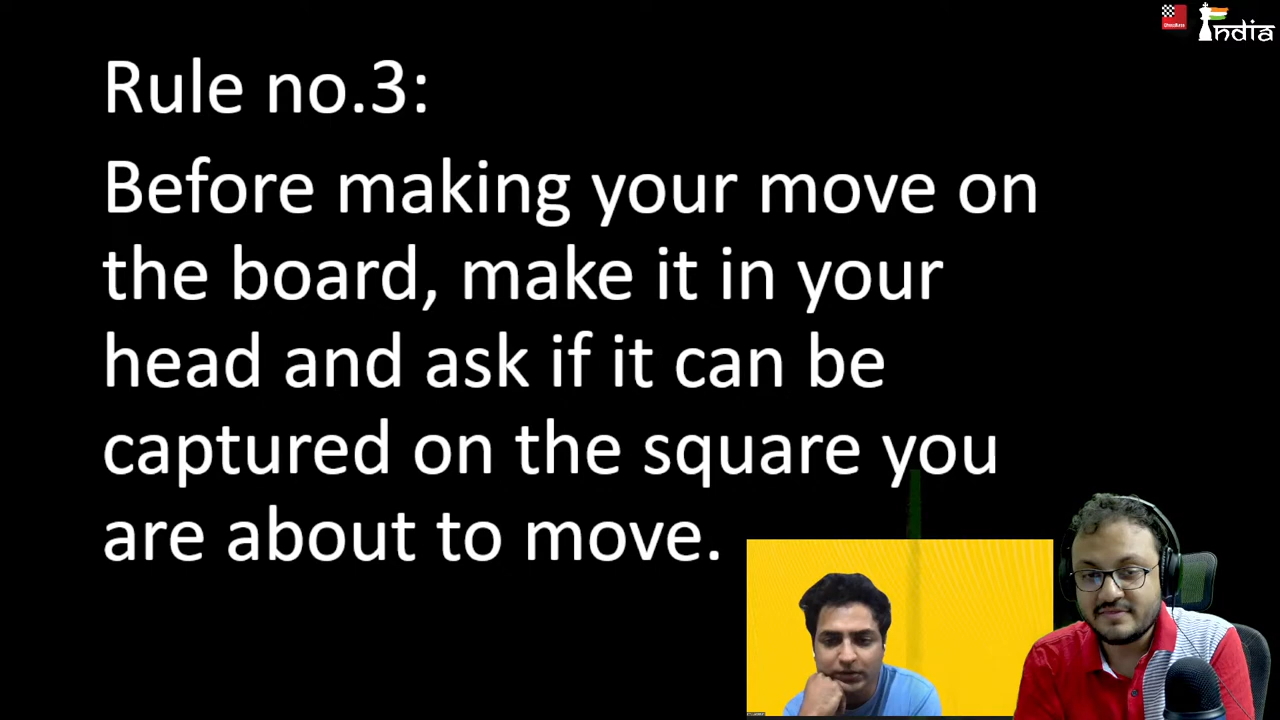 India
Rule no.3:
Before making your move on
the board, make it in your
head and ask if it can be
captured on the square you
are about to move.